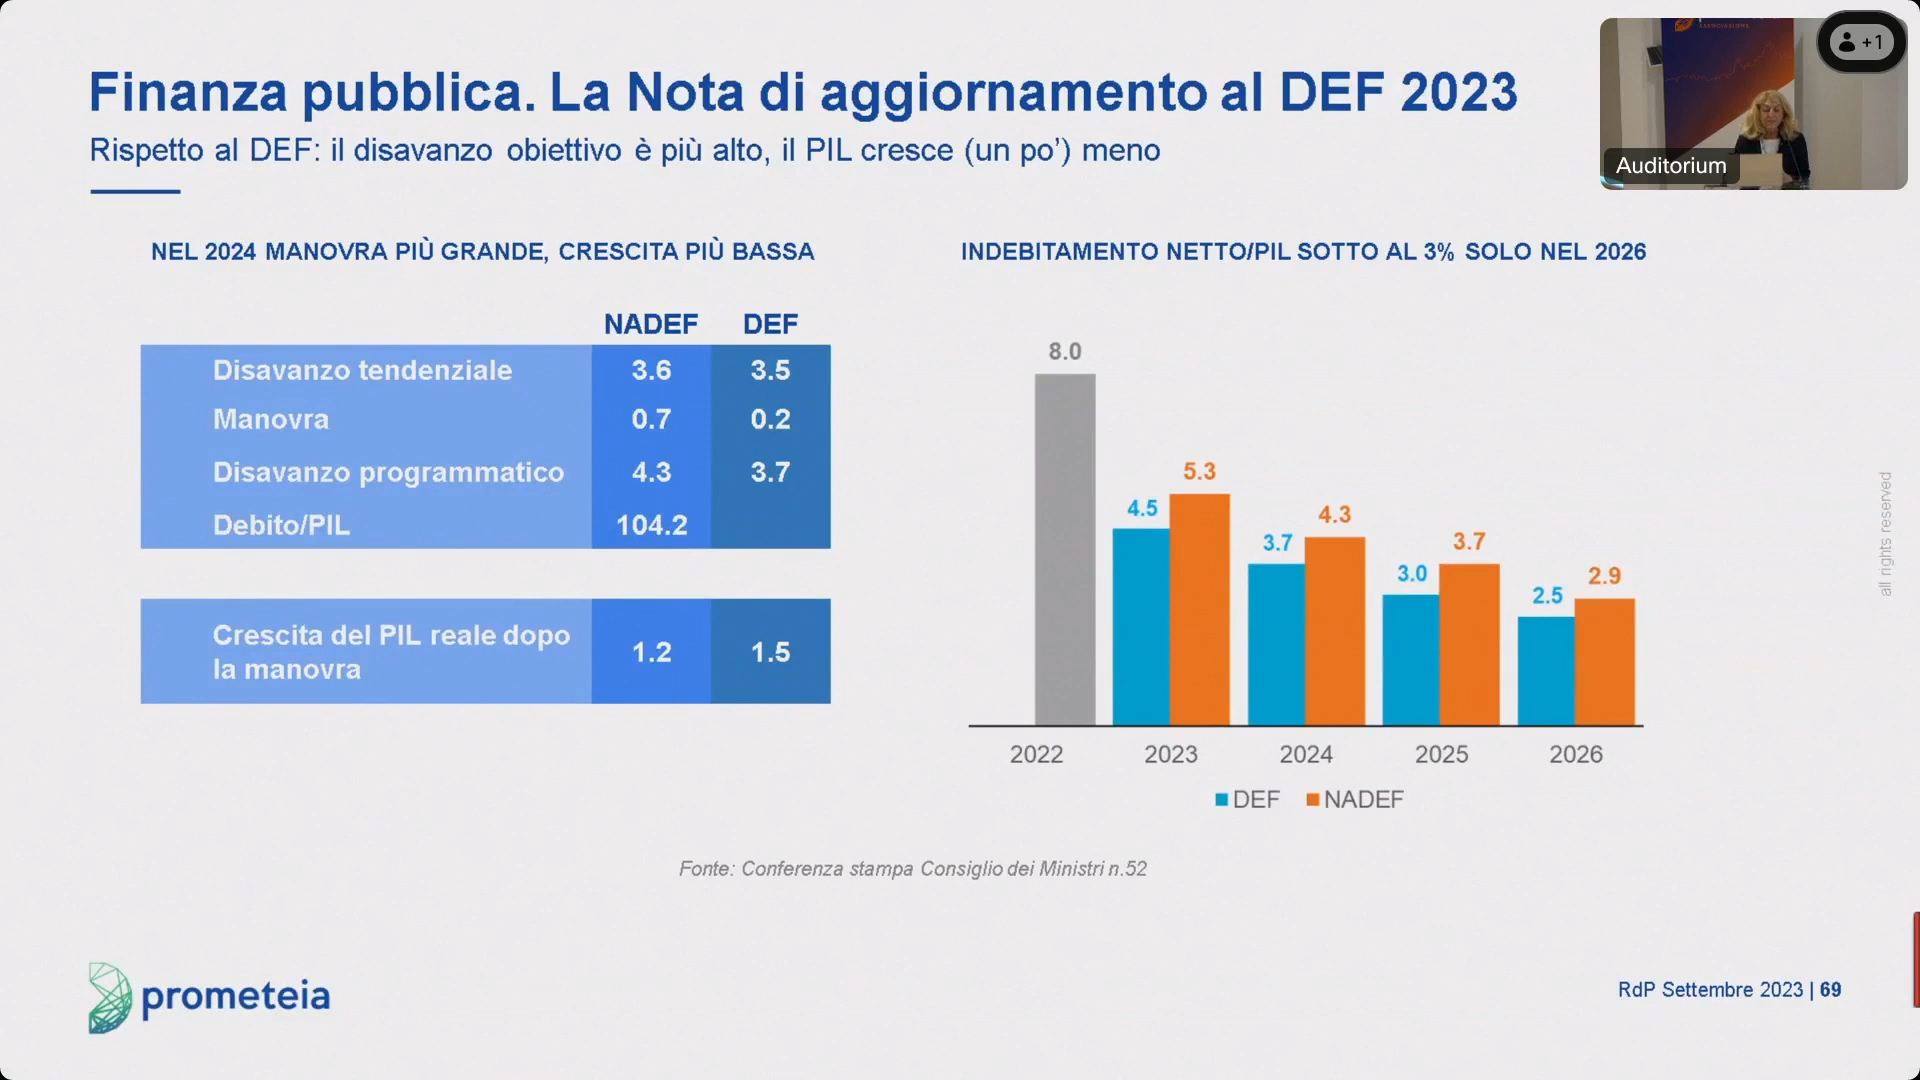 Finanza pubblica. La Nota di aggiornamento al DEF 2023
Rispetto al DEF: il disavanzo obiettivo è più alto, il PIL cresce (un po’) meno
+1
Auditorium
NEL 2024 MANOVRA PIÙ GRANDE, CRESCITA PIÙ BASSA
NADEF DEF
Disavanzo tendenziale 3.6 3.5
Manovra 0.7 0.2
Disavanzo programmatico 4.3 3.7
Debito/PIL 104.2
Crescita del PIL reale dopo
la manovra 1.2 1.5
INDEBITAMENTO NETTO/PIL SOTTO AL 3% SOLO NEL 2026
8.0
4.5 5.3
3.7 4.3
3.0 3.7
2.5 2.9
2022 2023 2024 2025 2026
DEF NADEF
all rights reserved
Fonte: Conferenza stampa Consiglio dei Ministri n.52
prometeia
RdP Settembre 2023 | 69